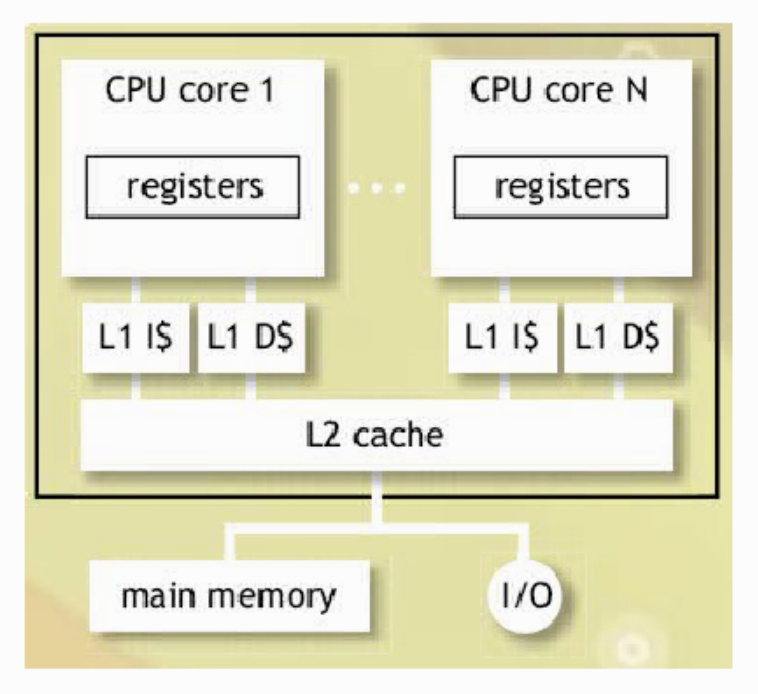 CPU core 1
CPU core N
registers
...
registers
L1 I$
L1 D$
L1 I$
L1 D$
L2 cache
main memory
I/O